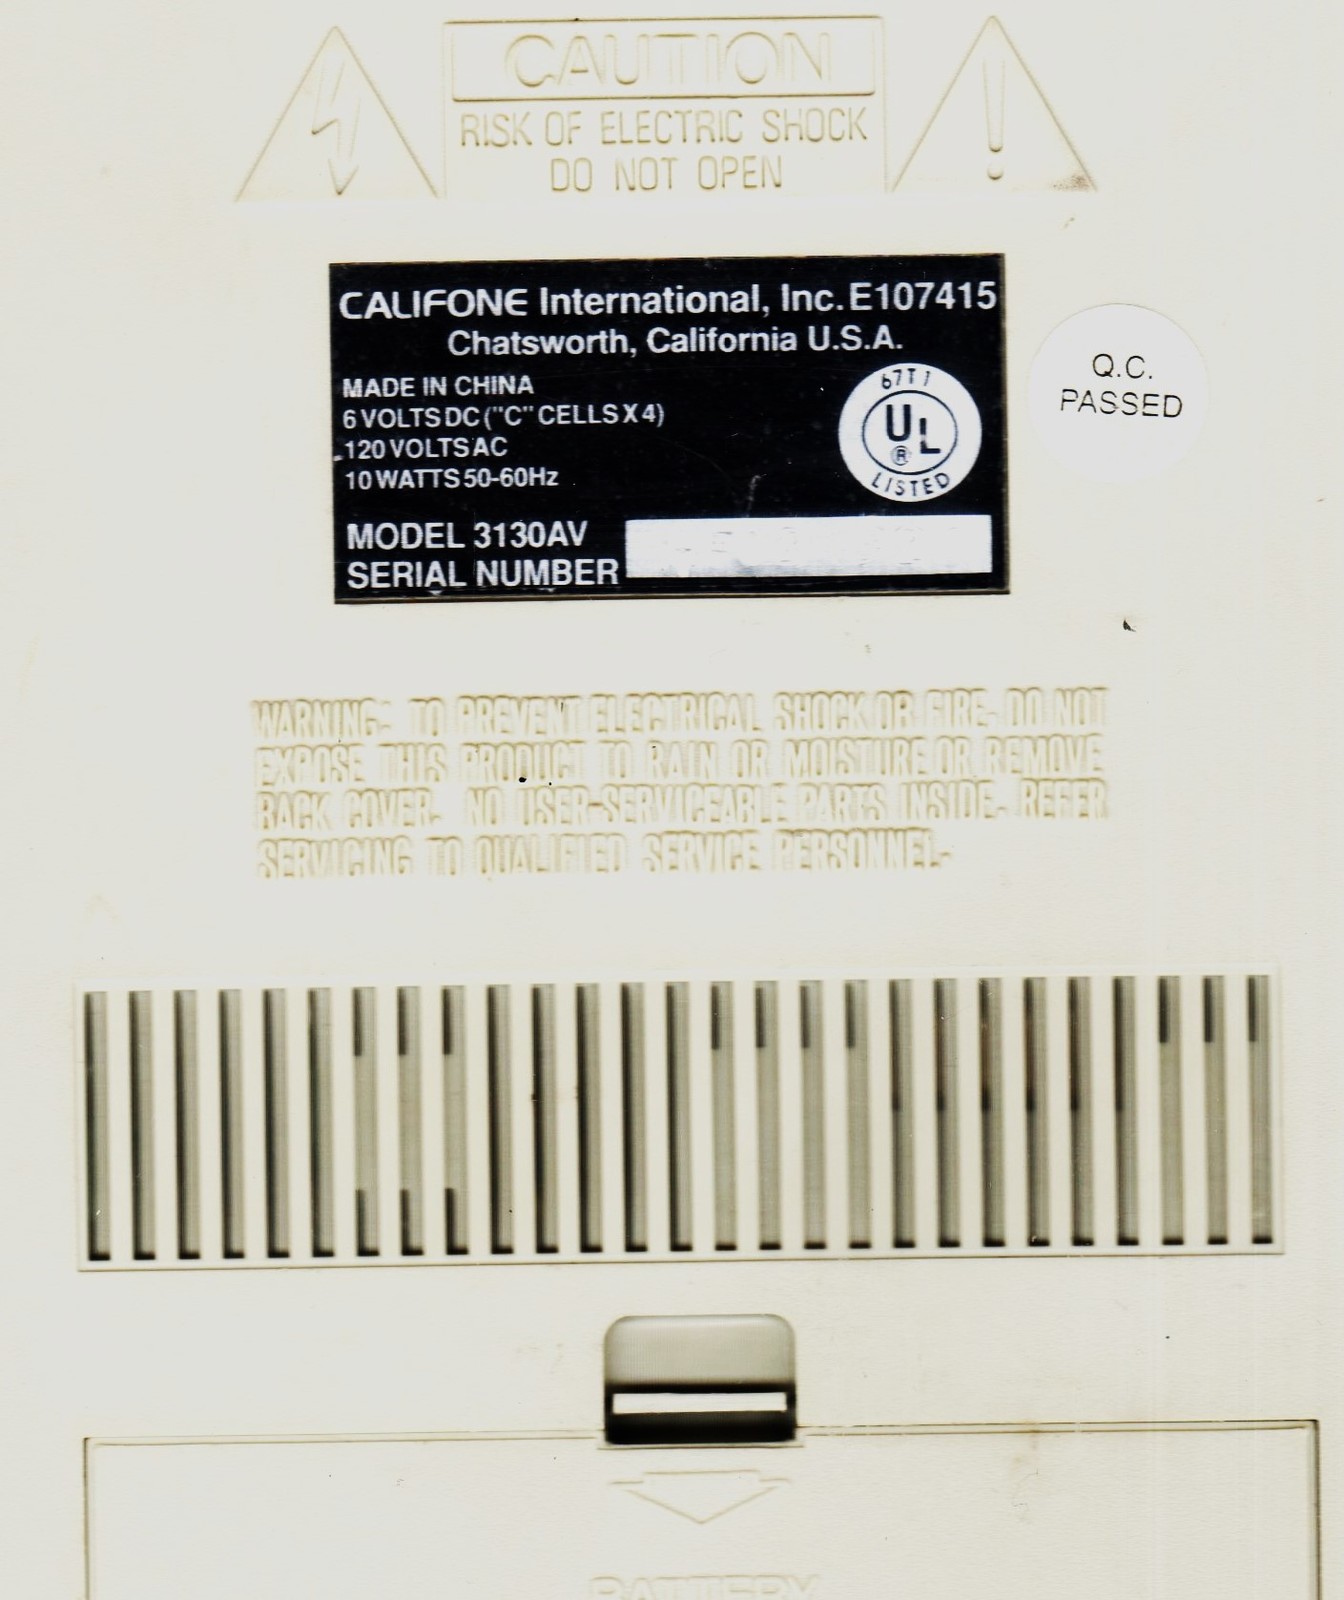 CAUTION
RISK OF ELECTRIC SHOCK
DO NOT OPEN
CALIFONE International, Inc. E107415
Chatsworth, California U.S.A.
MADE IN CHINA
6 VOLTS DC ("C" CELLS X 4)
120 VOLTS AC
10 WATTS 50-60Hz
67T1
UL
®
LISTED
MODEL 3130AV
SERIAL NUMBER
Q.C.
PASSED
WARNING: TO PREVENT ELECTRICAL SHOCK OR FIRE, DO NOT
EXPOSE THIS PRODUCT TO RAIN OR MOISTURE OR REMOVE
BACK COVER. NO USER-SERVICEABLE PARTS INSIDE. REFER
SERVICING TO QUALIFIED SERVICE PERSONNEL.
BATTERY